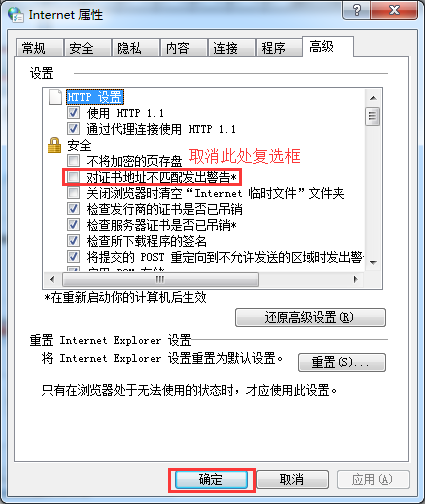 Internet 属性
常规 安全 隐私 内容 连接 程序 高级
设置
HTTP 设置
使用 HTTP 1.1
通过代理连接使用 HTTP 1.1
安全
不将加密的页存盘
取消此处复选框
对证书地址不匹配发出警告*
关闭浏览器时清空“Internet 临时文件”文件夹
检查发行商的证书是否已吊销
检查服务器证书是否已吊销*
检查所下载程序的签名
将提交的 POST 重定向到不允许发送的区域时发出警
启用 DOM 存储
*在重新启动你的计算机后生效
还原高级设置(R)
重置 Internet Explorer 设置
将 Internet Explorer 设置重置为默认设置。
重置(S)...
只有在浏览器处于无法使用的状态时，才应使用此设置。
确定 取消 应用(A)